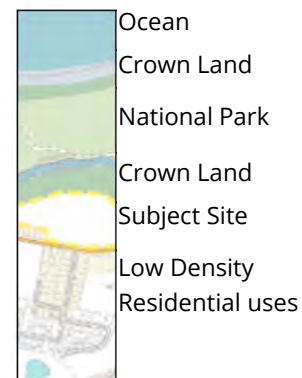 Ocean
Crown Land
National Park
Crown Land
Subject Site
Low Density
Residential uses